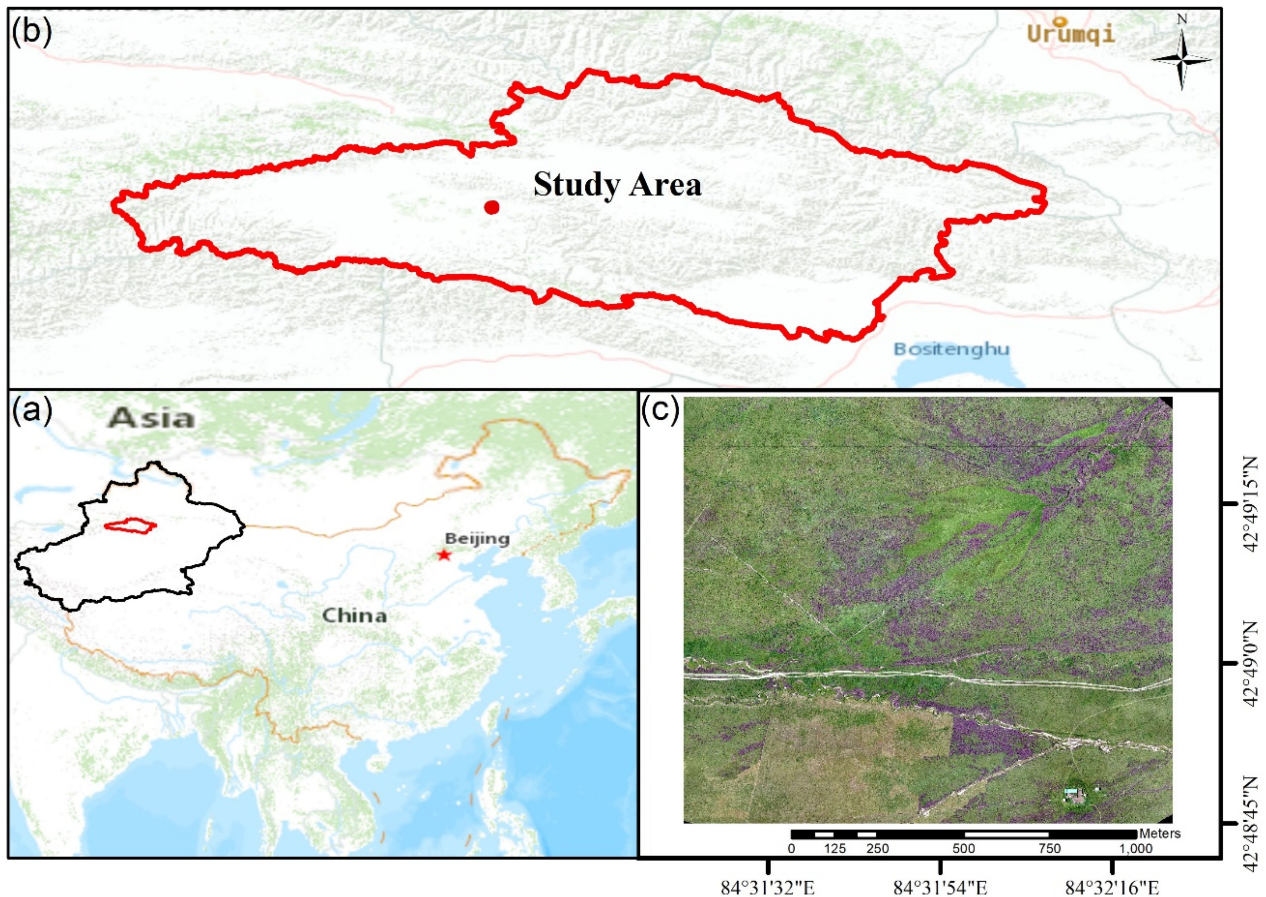 (b)
Urumqi
N
Study Area
Bositenghu
(a)
Asia
Beijing
China
(c)
42°49'15"N
42°49'0"N
42°48'45"N
Meters
0 125 250 500 750 1,000
84°31'32"E 84°31'54"E 84°32'16"E